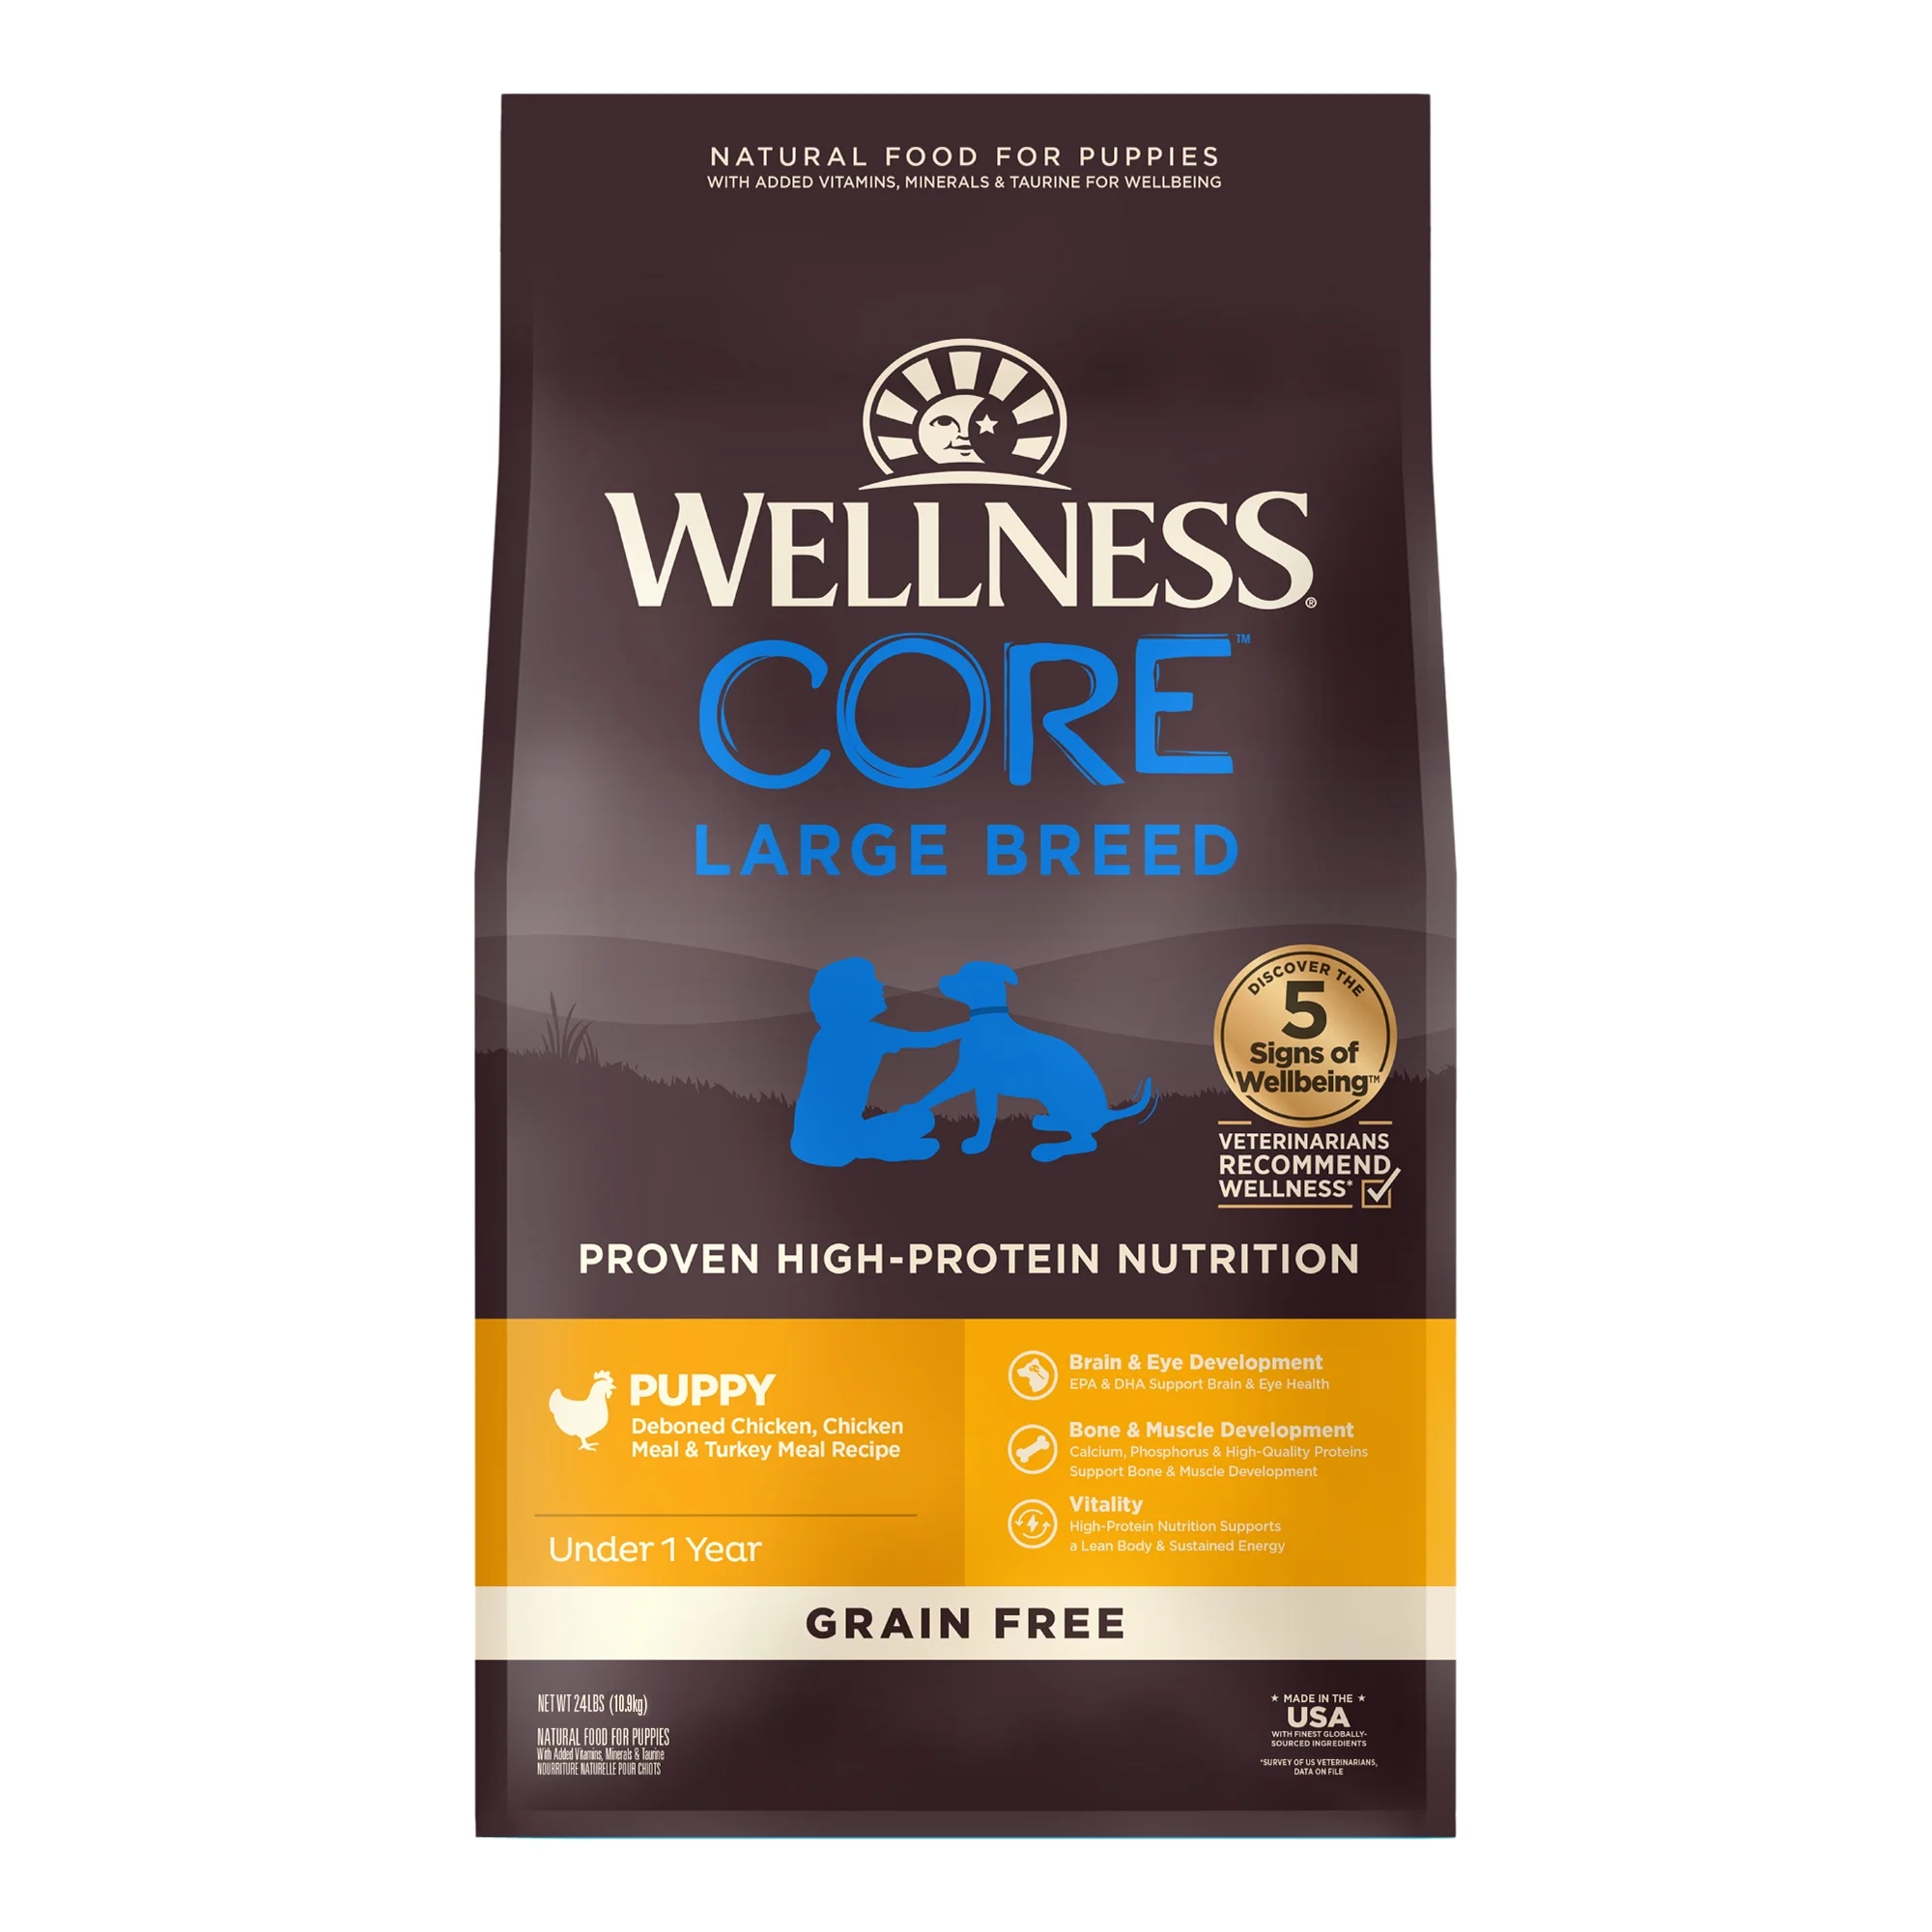 NATURAL FOOD FOR PUPPIES
WITH ADDED VITAMINS, MINERALS & TAURINE FOR WELLBEING
WELLNESS®
CORE™
LARGE BREED
DISCOVER THE
5
Signs of
Wellbeing™
VETERINARIANS
RECOMMEND
WELLNESS*
PROVEN HIGH-PROTEIN NUTRITION
PUPPY
Deboned Chicken, Chicken
Meal & Turkey Meal Recipe
Under 1 Year
Brain & Eye Development
EPA & DHA Support Brain & Eye Health
Bone & Muscle Development
Calcium, Phosphorus & High-Quality Proteins
Support Bone & Muscle Development
Vitality
High-Protein Nutrition Supports
a Lean Body & Sustained Energy
GRAIN FREE
NET WT 24LBS (10.9kg)
NATURAL FOOD FOR PUPPIES
With Added Vitamins, Minerals & Taurine
NOURRITURE NATURELLE POUR CHIOTS
★ MADE IN THE ★
USA
WITH FINEST GLOBALLY-
SOURCED INGREDIENTS
*SURVEY OF US VETERINARIANS,
DATA ON FILE